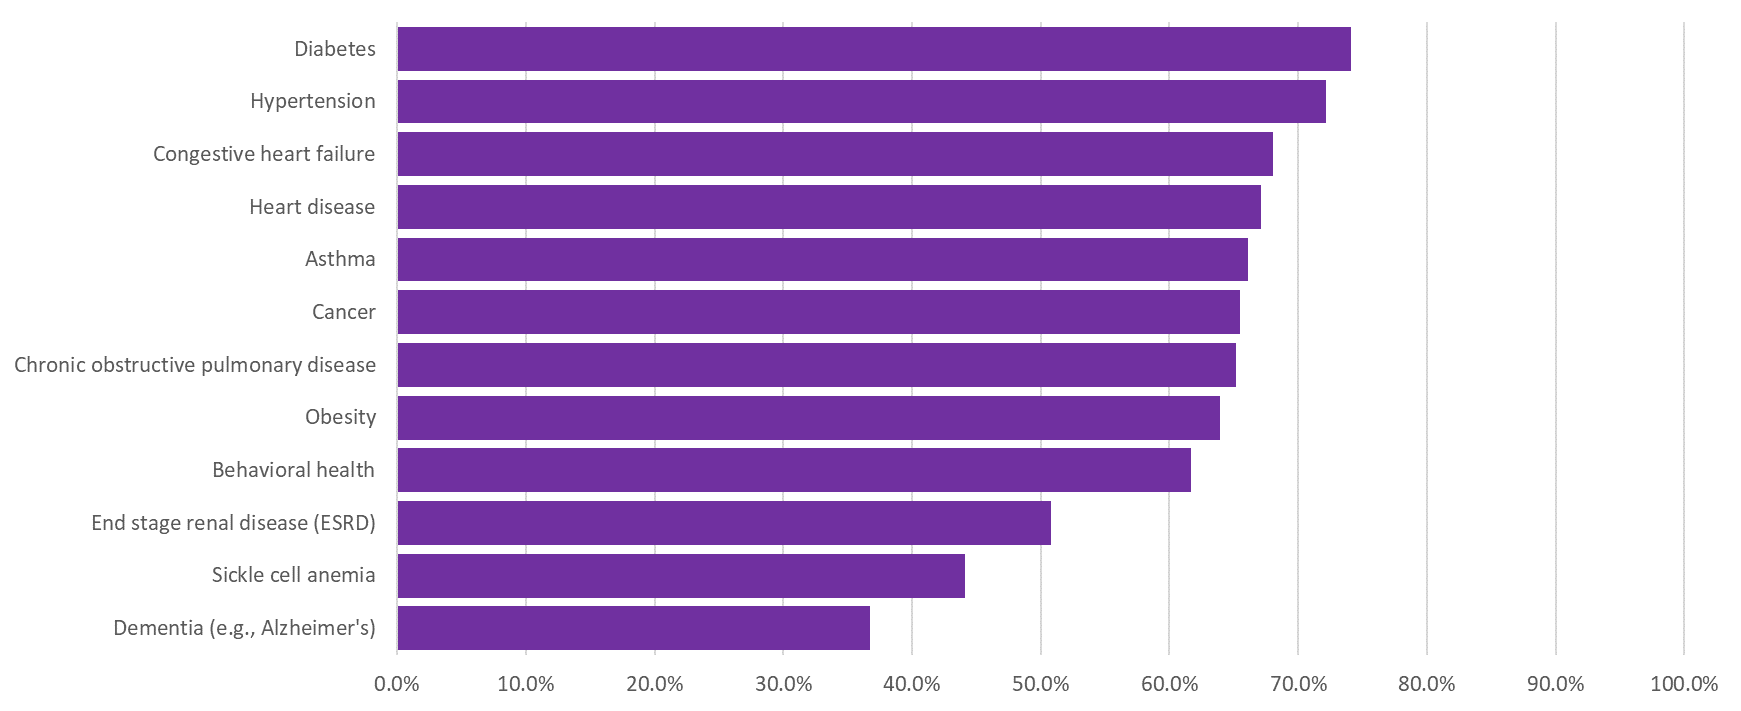 Diabetes
Hypertension
Congestive heart failure
Heart disease
Asthma
Cancer
Chronic obstructive pulmonary disease
Obesity
Behavioral health
End stage renal disease (ESRD)
Sickle cell anemia
Dementia (e.g., Alzheimer's)
0.0% 10.0% 20.0% 30.0% 40.0% 50.0% 60.0% 70.0% 80.0% 90.0% 100.0%